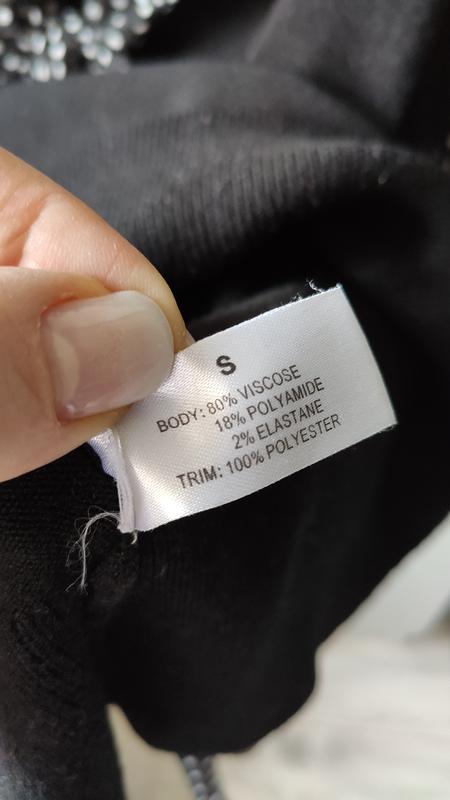 S
BODY: 80% VISCOSE
18% POLYAMIDE
2% ELASTANE
TRIM: 100% POLYESTER